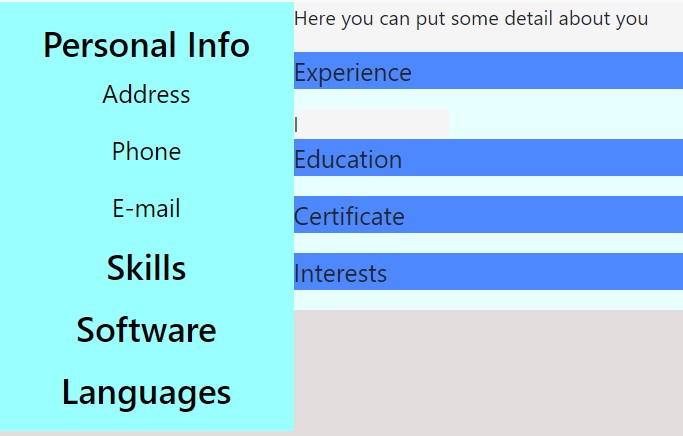 Personal Info
Address
Phone
E-mail
Skills
Software
Languages
Here you can put some detail about you
Experience
Education
Certificate
Interests